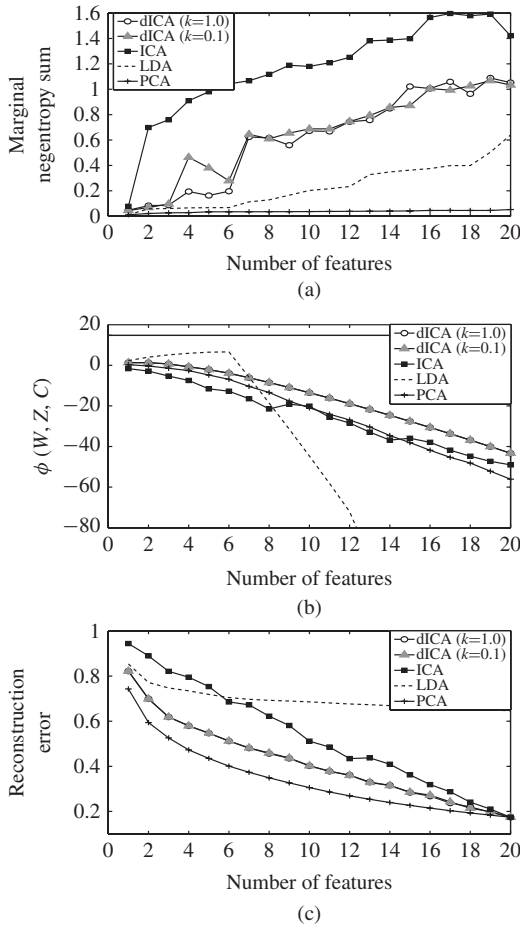 1.6
1.4
1.2
1
0.8
0.6
0.4
0.2
0
Marginal
negentropy sum
dICA (k=1.0)
dICA (k=0.1)
ICA
LDA
PCA
0 2 4 6 8 10 12 14 16 18 20
Number of features
(a)
20
0
−20
−40
−60
−80
ϕ (W, Z, C)
dICA (k=1.0)
dICA (k=0.1)
ICA
LDA
PCA
0 2 4 6 8 10 12 14 16 18 20
Number of features
(b)
1
0.8
0.6
0.4
0.2
Reconstruction
error
dICA (k=1.0)
dICA (k=0.1)
ICA
LDA
PCA
0 2 4 6 8 10 12 14 16 18 20
Number of features
(c)